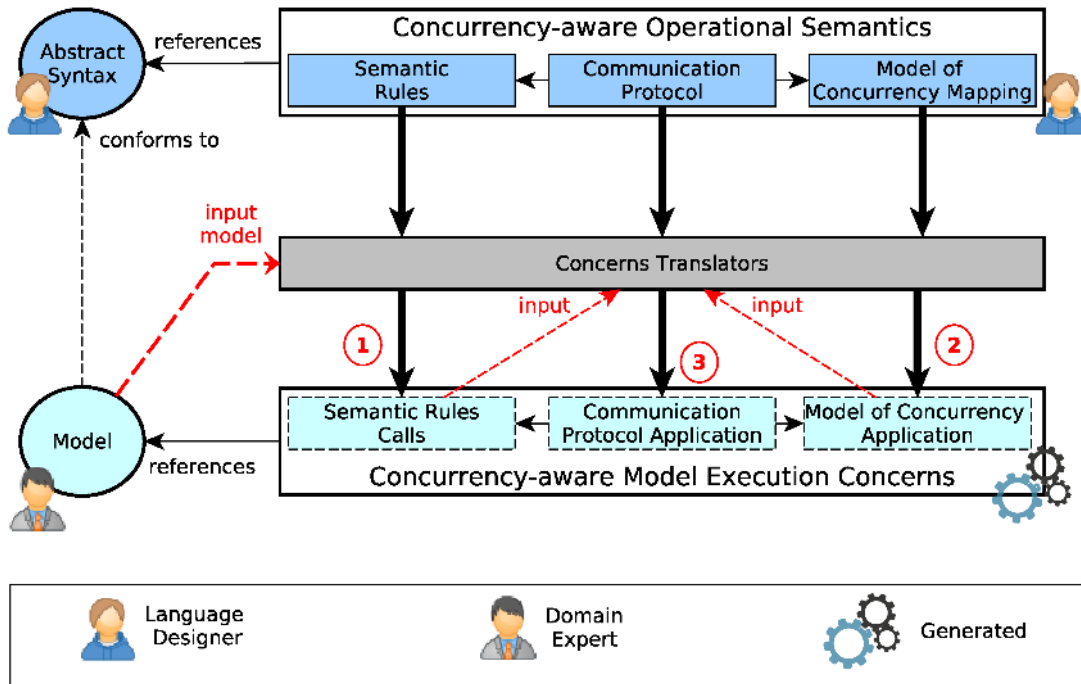 Concurrency-aware Operational Semantics
Abstract
Syntax
references
Semantic
Rules
Communication
Protocol
Model of
Concurrency Mapping
conforms to
input
model
Concerns Translators
input
input
1
3
2
Model
references
Semantic Rules
Calls
Communication
Protocol Application
Model of Concurrency
Application
Concurrency-aware Model Execution Concerns
Language
Designer
Domain
Expert
Generated